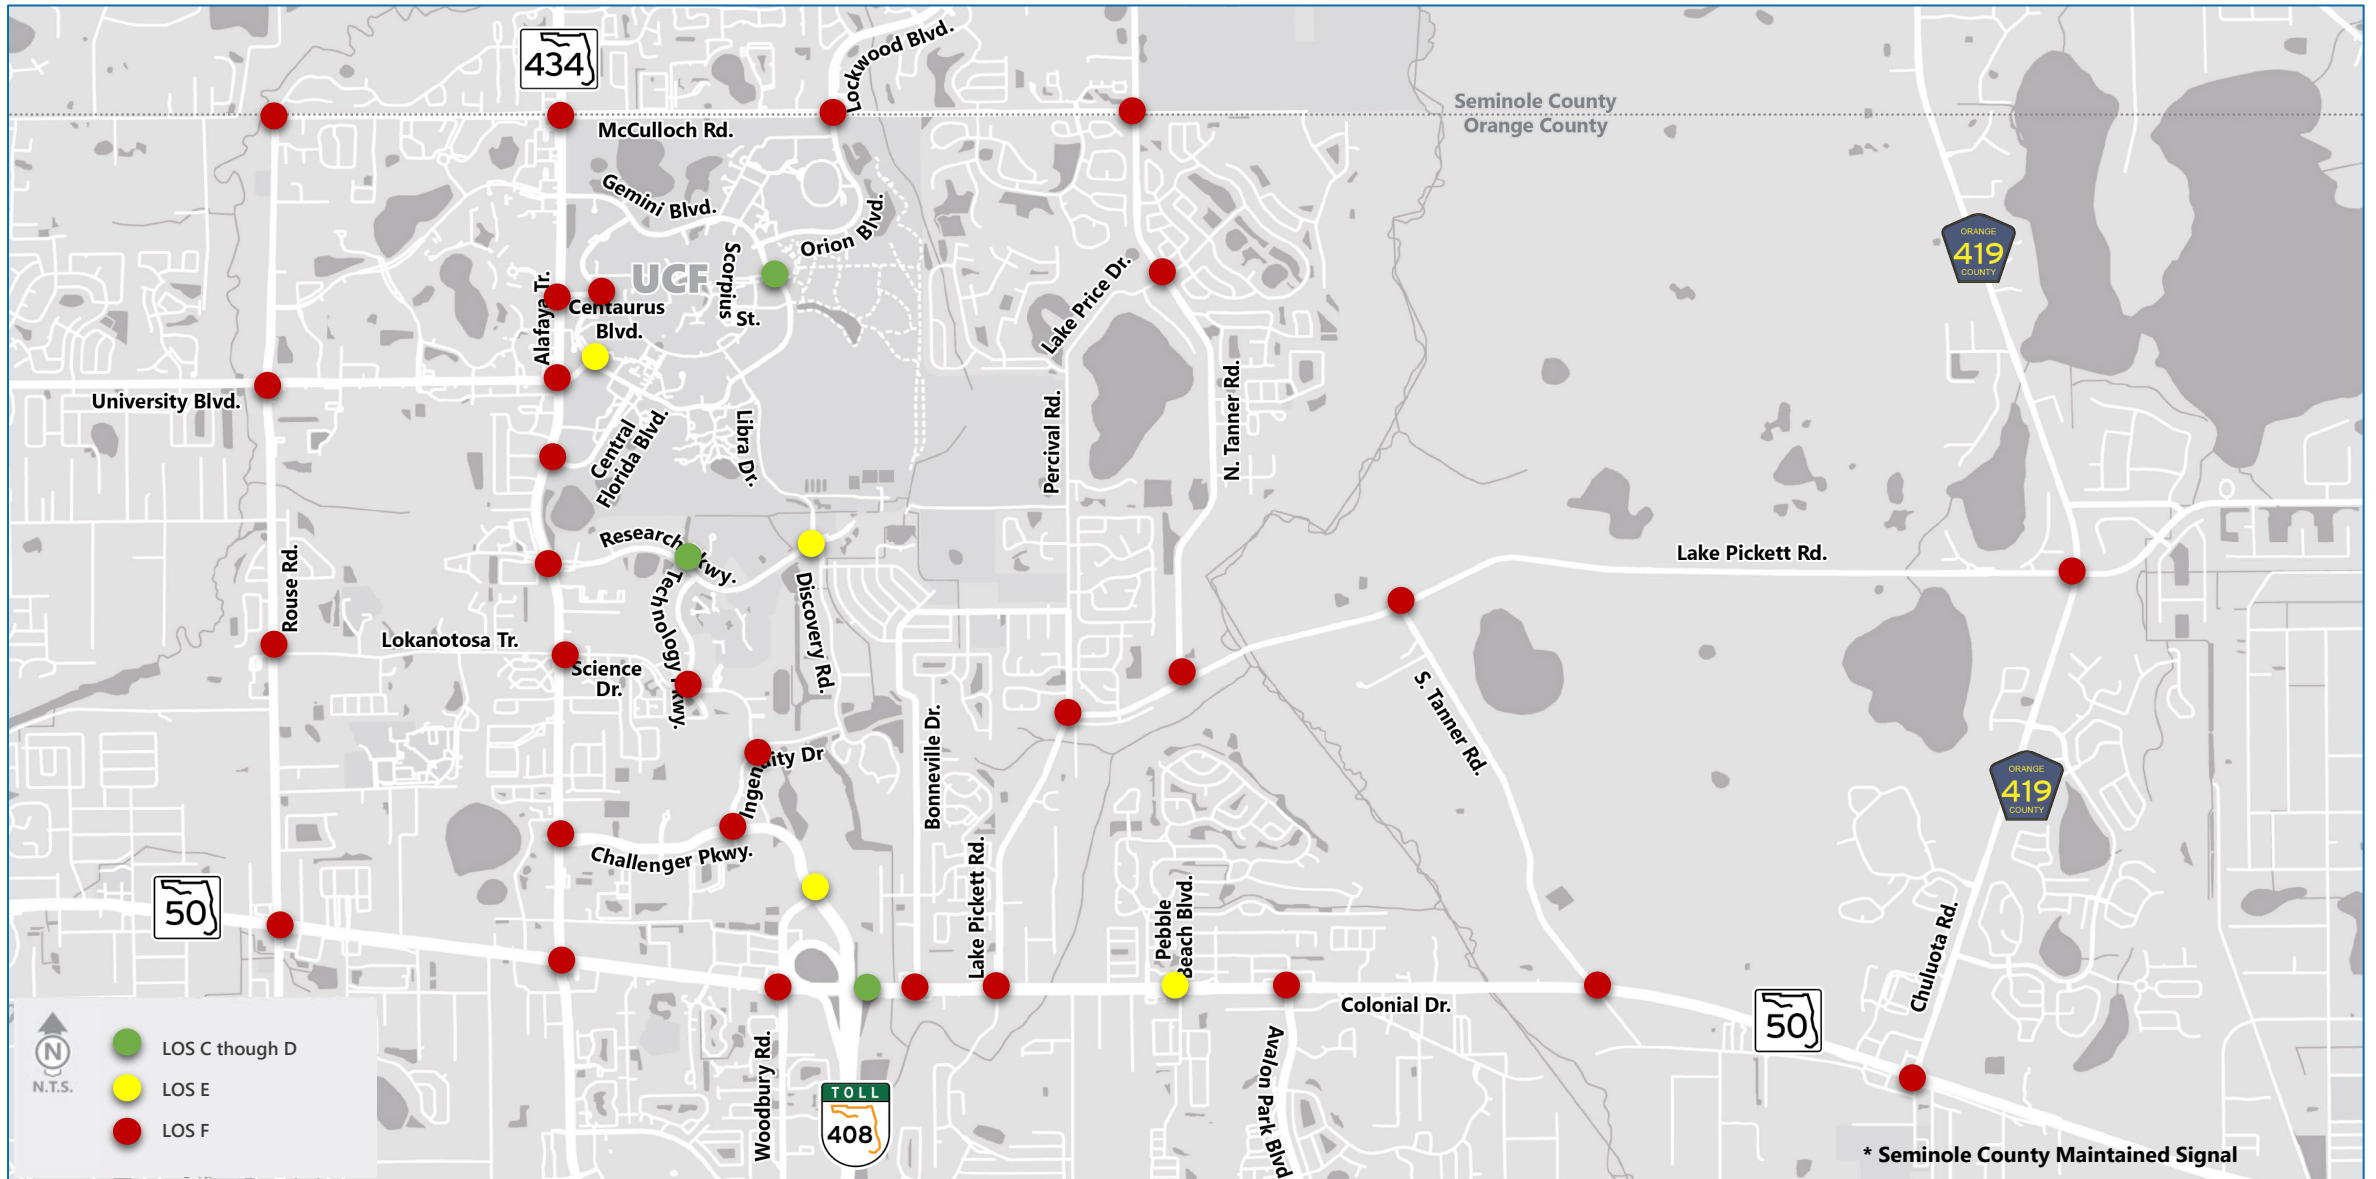 434
Lockwood Blvd.
McCulloch Rd.
Seminole County
Orange County
Gemini Blvd.
Orion Blvd.
Scorpius
St.
UCF
ORANGE
419
COUNTY
Alafaya Tr.
Centaurus
Blvd.
Lake Price Dr.
University Blvd.
Central
Florida Blvd.
Libra Dr.
Percival Rd.
N. Tanner Rd.
Research
kwy.
Technology
kwy.
Discovery Rd.
Lake Pickett Rd.
Rouse Rd.
Lokanotosa Tr.
Science
Dr.
S. Tanner Rd.
Ingenuity Dr
Bonneville Dr.
ORANGE
419
COUNTY
Challenger Pkwy.
Lake Pickett Rd.
Pebble
Beach Blvd.
50
Chuluota Rd.
Colonial Dr.
50
Woodbury Rd.
Avalon Park Blvd
TOLL
408
N
N.T.S.
LOS C though D
LOS E
LOS F
* Seminole County Maintained Signal